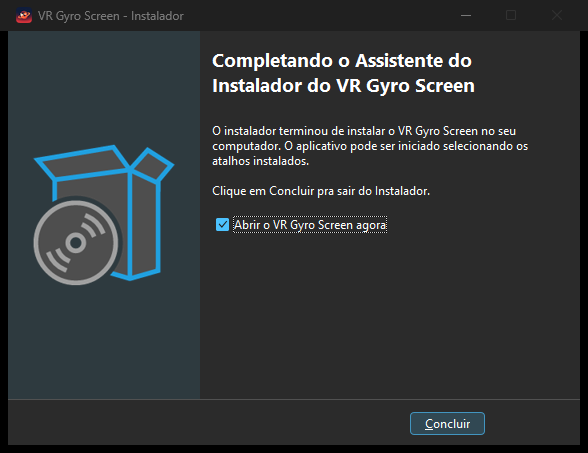 VR Gyro Screen - Instalador
Completando o Assistente do
Instalador do VR Gyro Screen
O instalador terminou de instalar o VR Gyro Screen no seu
computador. O aplicativo pode ser iniciado selecionando os
atalhos instalados.
Clique em Concluir pra sair do Instalador.
Abrir o VR Gyro Screen agora
Concluir